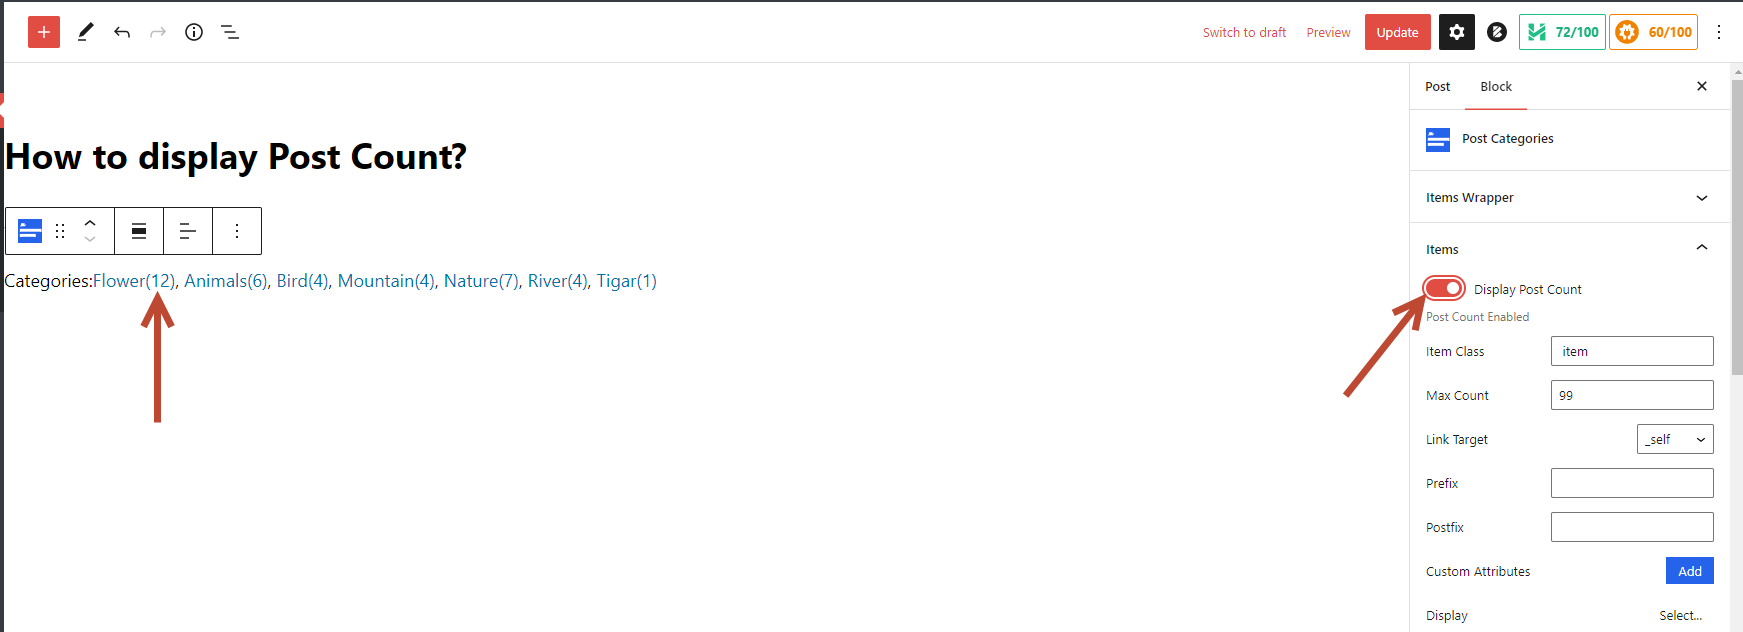 Switch to draft Preview Update 72/100 60/100
Post Block
Post Categories
Items Wrapper
Items
Display Post Count
Post Count Enabled
Item Class item
Max Count 99
Link Target _self
Prefix
Postfix
Custom Attributes Add
Display Select...
How to display Post Count?
Categories:Flower(12), Animals(6), Bird(4), Mountain(4), Nature(7), River(4), Tigar(1)